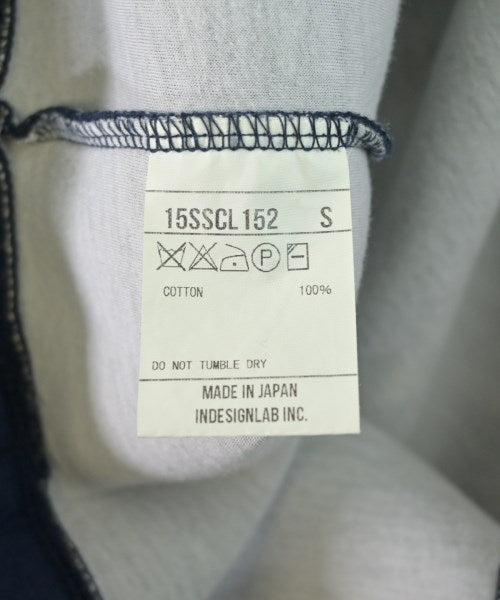 15SSCL152 S
P
COTTON 100%
DO NOT TUMBLE DRY
MADE IN JAPAN
INDESIGNLAB INC.